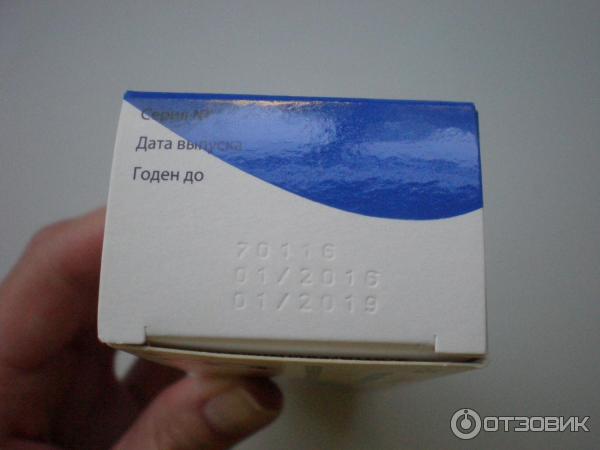 Серия №
Дата выпуска
Годен до
70116
01/2016
01/2019
ОТЗОВИК